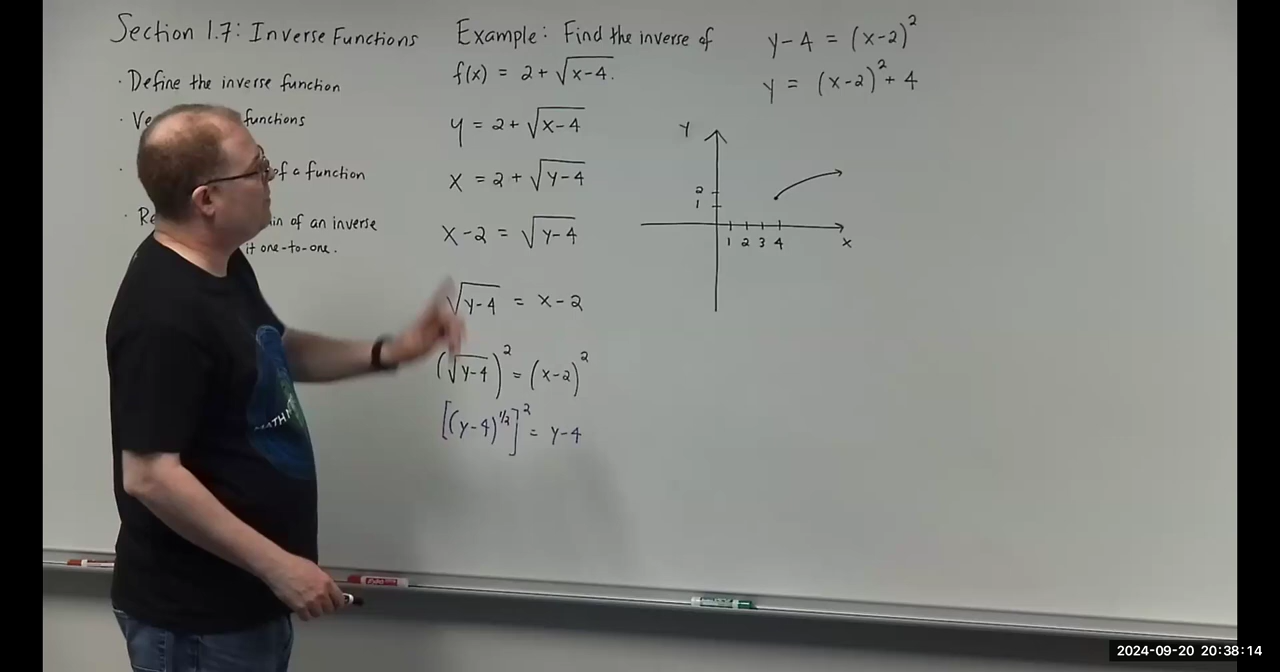 Section 1.7: Inverse Functions
· Define the inverse function
· Ve functions
· of a function
· Re in of an inverse
it one-to-one.
Example: Find the inverse of
f(x) = 2 + √(x-4).
y = 2 + √(x-4)
x = 2 + √(y-4)
x-2 = √(y-4)
√(y-4) = x-2
(√(y-4))² = (x-2)²
[(y-4)^½]² = y-4
y-4 = (x-2)²
y = (x-2)² + 4
y
2
1
1 2 3 4
x
MATH
2024-09-20 20:38:14